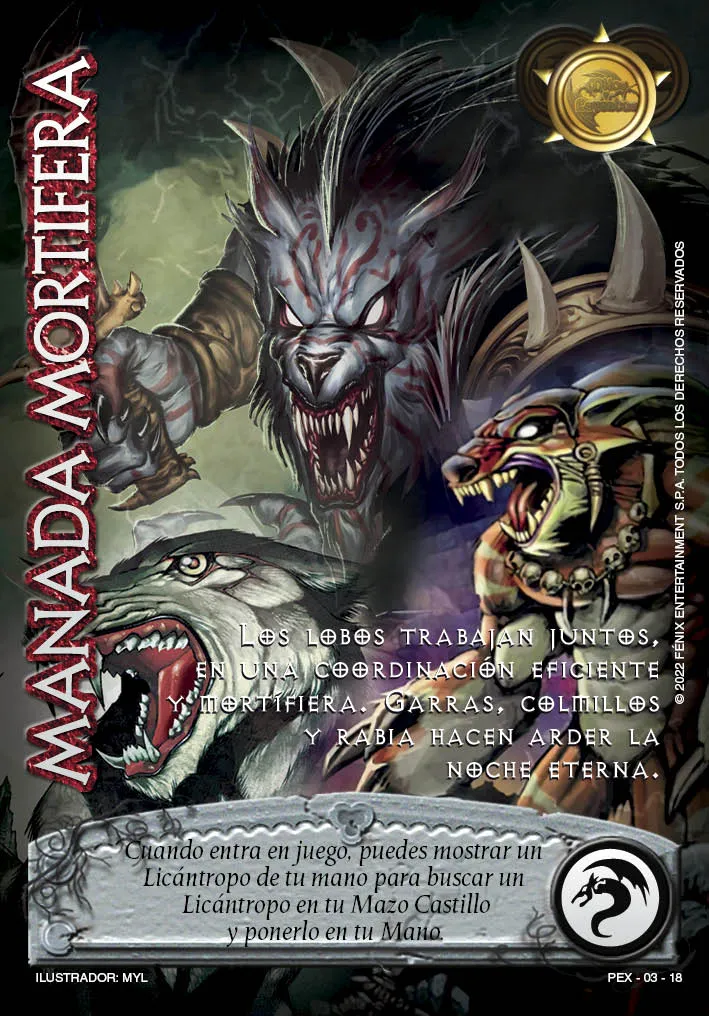 MANADA MORTIFERA
Los lobos trabajan juntos,
en una coordinación eficiente
y mortífiera. Garras, colmillos
y rabia hacen arder la
noche eterna.
© 2022 FÉNIX ENTERTAINMENT S.P.A. TODOS LOS DERECHOS RESERVADOS
Cuando entra en juego, puedes mostrar un
Licántropo de tu mano para buscar un
Licántropo en tu Mazo Castillo
y ponerlo en tu Mano.
ILUSTRADOR: MYL
PEX - 03 - 18